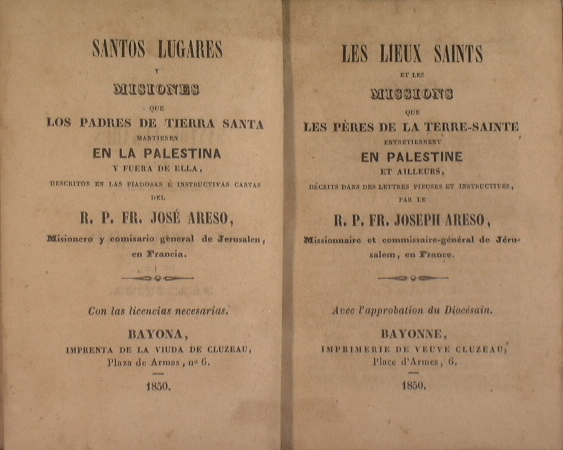 SANTOS LUGARES
Y
MISIONES
QUE
LOS PADRES DE TIERRA SANTA
MANTIENEN
EN LA PALESTINA
Y FUERA DE ELLA,
DESCRITOS EN LAS PIADOSAS É INSTRUCTIVAS CARTAS
DEL
R. P. FR. JOSÉ ARESO,
Misionero y comisario general de Jerusalen,
en Francia.
Con las licencias necesarias.
BAYONA,
IMPRENTA DE LA VIUDA DE CLUZEAU,
Plaza de Armas, nº 6.
1850.
LES LIEUX SAINTS
ET LES
MISSIONS
QUE
LES PÈRES DE LA TERRE-SAINTE
ENTRETIENNENT
EN PALESTINE
ET AILLEURS,
DÉCRITS DANS DES LETTRES PIEUSES ET INSTRUCTIVES,
PAR LE
R. P. FR. JOSEPH ARESO,
Missionnaire et commissaire-général de Jéru-
salem, en France.
Avec l'approbation du Diocésain.
BAYONNE,
IMPRIMERIE DE VEUVE CLUZEAU,
Place d'Armes, 6.
1850.